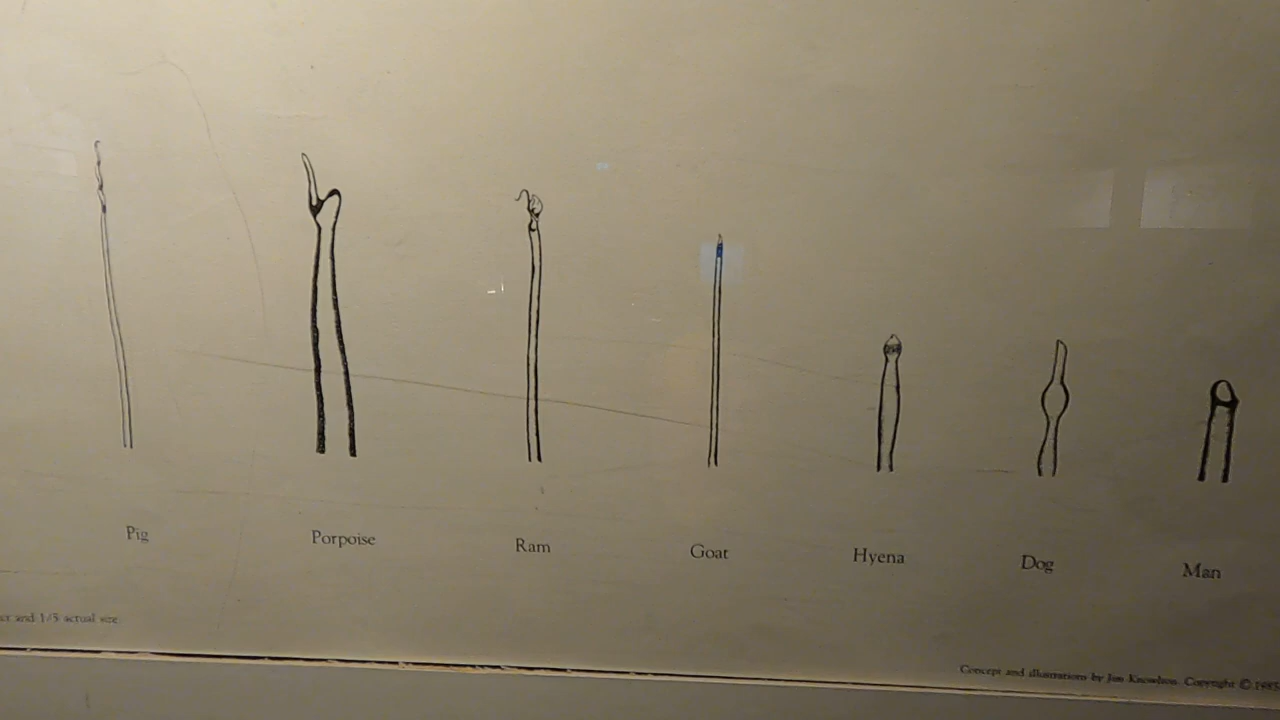 Pig
Porpoise
Ram
Goat
Hyena
Dog
Man
and 1/5 actual size
Concept and illustrations by Jim Knowlton. Copyright © 1985